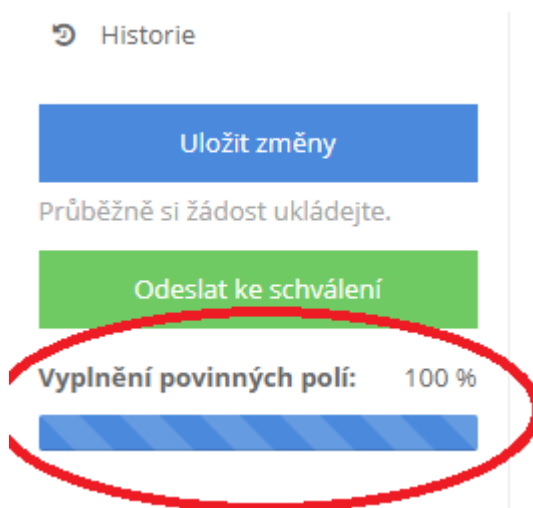 Historie
Uložit změny
Průběžně si žádost ukládejte.
Odeslat ke schválení
Vyplnění povinných polí: 100 %